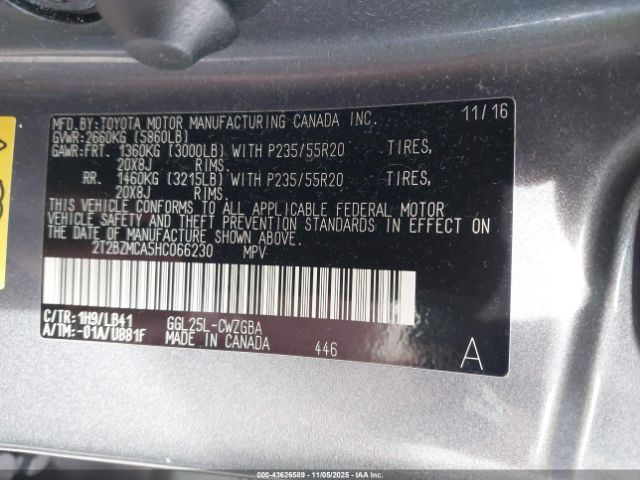 MFD.BY:TOYOTA MOTOR MANUFACTURING CANADA INC. 11/16
GVWR:2660KG (5860LB)
GAWR:FRT. 1360KG (3000LB) WITH P235/55R20 TIRES,
20X8J RIMS.
RR. 1460KG (3215LB) WITH P235/55R20 TIRES,
20X8J RIMS.
THIS VEHICLE CONFORMS TO ALL APPLICABLE FEDERAL MOTOR
VEHICLE SAFETY AND THEFT PREVENTION STANDARDS IN EFFECT ON
THE DATE OF MANUFACTURE SHOWN ABOVE.
2T2BZMCA5HC066230 MPV
C/TR: 1H9/LB41 GGL25L-CWZGBA
A/TM: -01A/U881F MADE IN CANADA 446 A
000-43626589 - 11/05/2025 - IAAI.COM